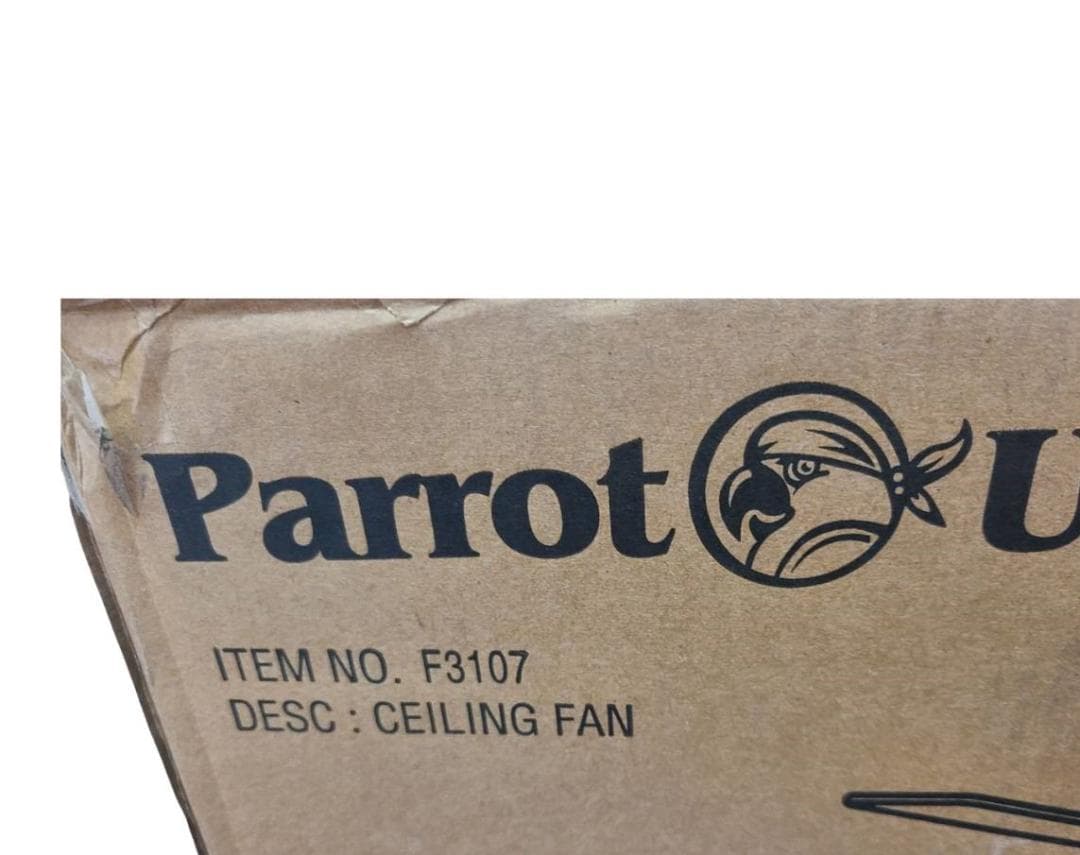 Parrot U
ITEM NO. F3107
DESC : CEILING FAN